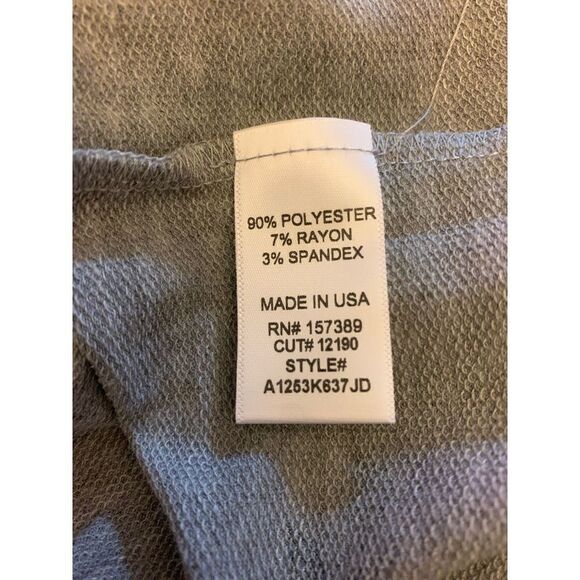 90% POLYESTER
7% RAYON
3% SPANDEX
MADE IN USA
RN# 157389
CUT# 12190
STYLE#
A1253K637JD